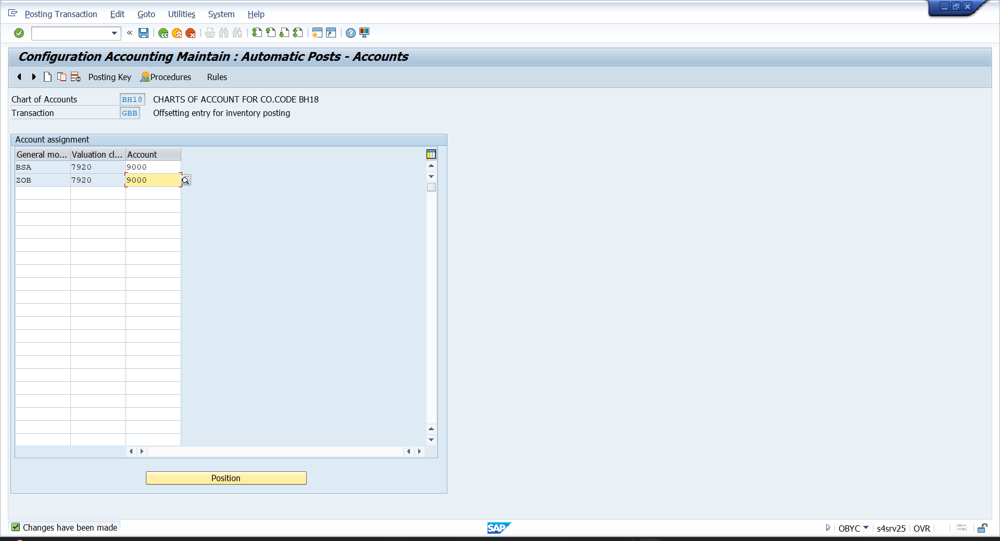 Posting Transaction Edit Goto Utilities System Help
Configuration Accounting Maintain : Automatic Posts - Accounts
Posting Key Procedures Rules
Chart of Accounts BH18 CHARTS OF ACCOUNT FOR CO.CODE BH18
Transaction GBB Offsetting entry for inventory posting
Account assignment
General mo... Valuation cl... Account
BSA 7920 9000
ZOB 7920 9000
Position
Changes have been made
SAP
OBYC s4srv25 OVR